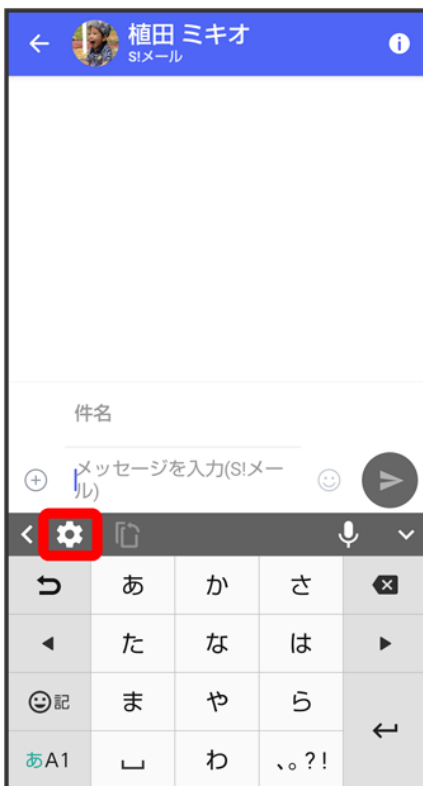 植田 ミキオ
S!メール
件名
メッセージを入力(S!メー
ル)
あ か さ
た な は
記 ま や ら
あA1 わ 、。?!